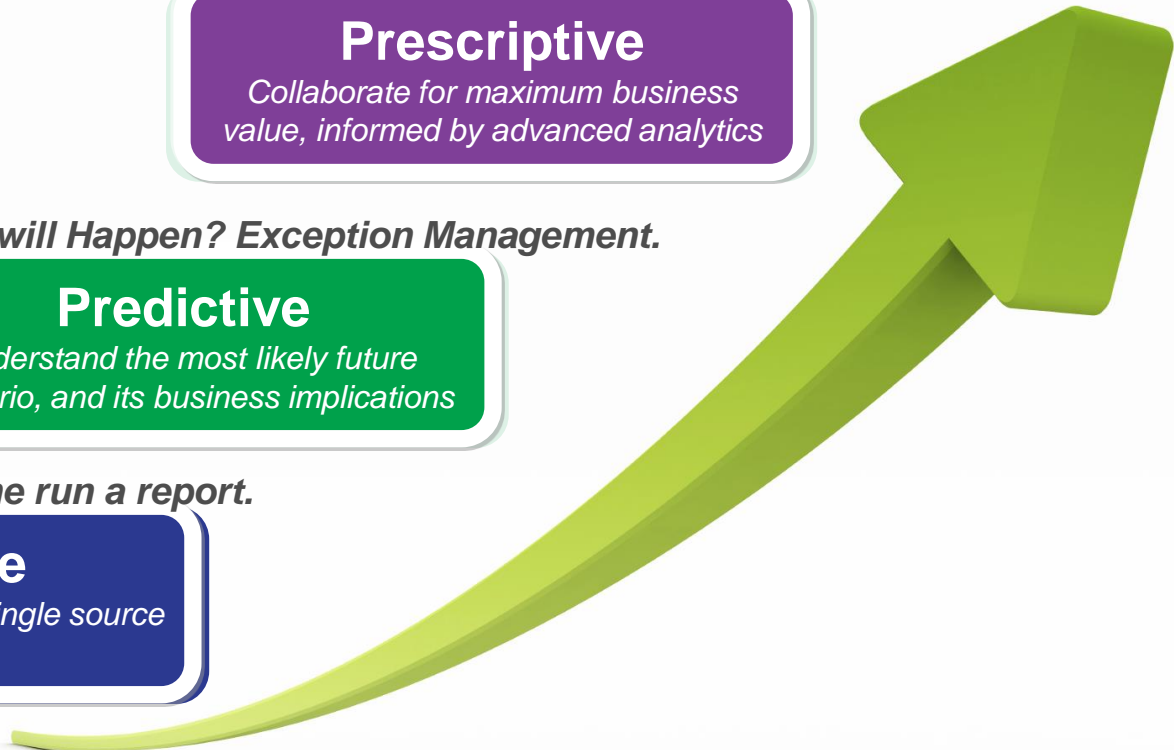 Prescriptive
Collaborate for maximum business
value, informed by advanced analytics
will Happen? Exception Management.
Predictive
derstand the most likely future
rio, and its business implications
e run a report.
e
ingle source